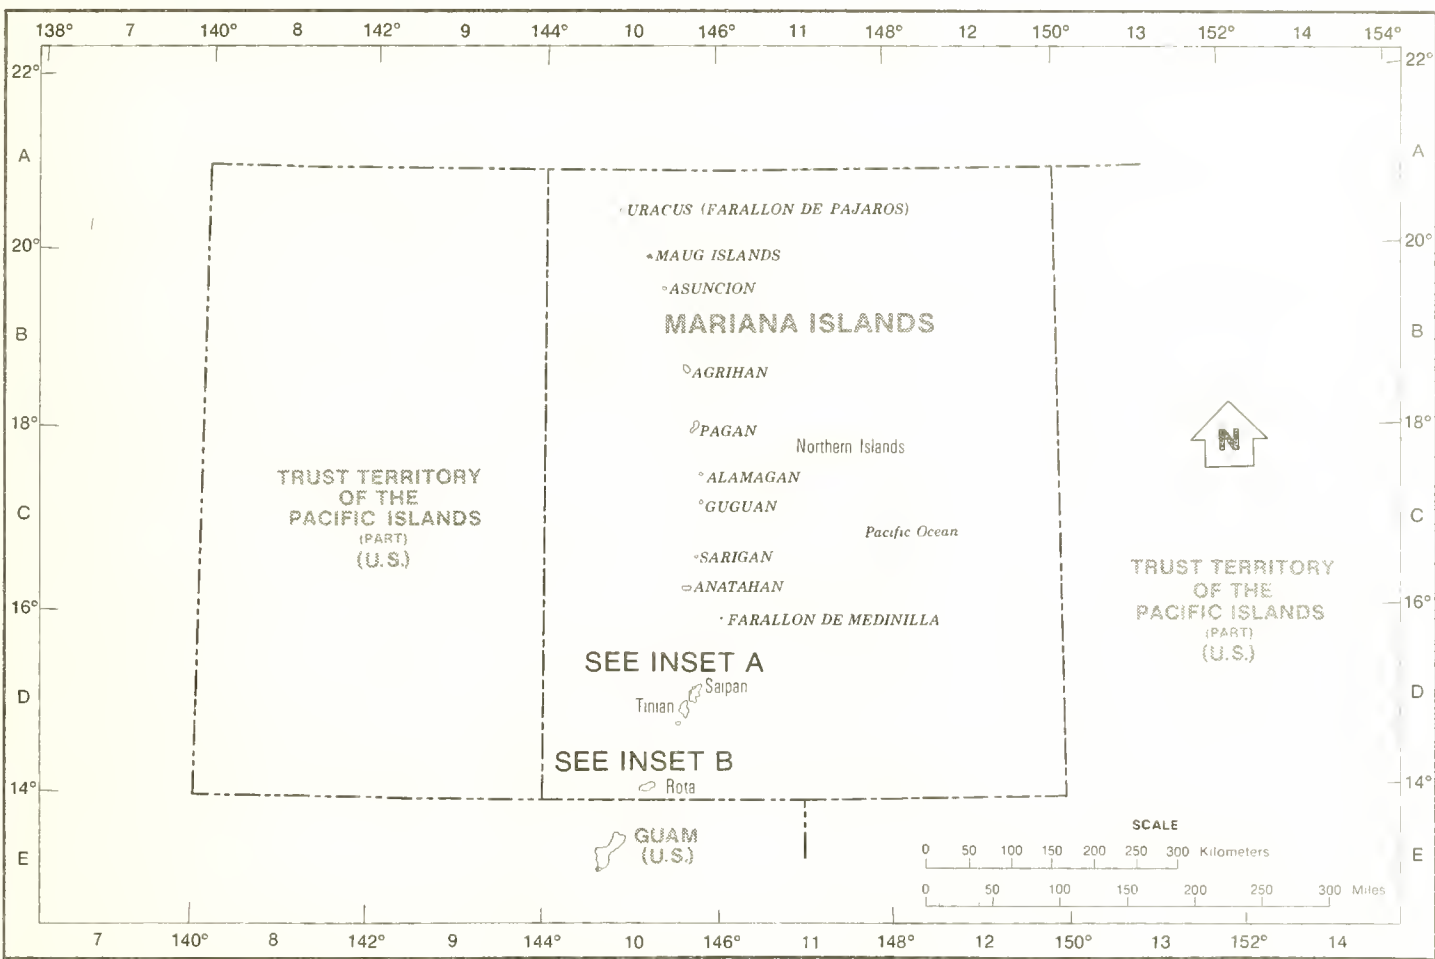 138° 7 140° 8 142° 9 144° 10 146° 11 148° 12 150° 13 152° 14 154°
22° 22°
A A
URACUS (FARALLON DE PAJAROS)
20° 20°
MAUG ISLANDS
ASUNCION
MARIANA ISLANDS
B B
AGRIHAN
18° 18°
PAGAN
N
Northern Islands
TRUST TERRITORY
OF THE
PACIFIC ISLANDS
(PART)
(U.S.)
ALAMAGAN
GUGUAN
C C
Pacific Ocean
SARIGAN
ANATAHAN
TRUST TERRITORY
OF THE
PACIFIC ISLANDS
(PART)
(U.S.)
16° 16°
FARALLON DE MEDINILLA
SEE INSET A
Saipan
D D
Tinian
SEE INSET B
14° 14°
Rota
GUAM
(U.S.)
E E
SCALE
0 50 100 150 200 250 300 Kilometers
0 50 100 150 200 250 300 Miles
7 140° 8 142° 9 144° 10 146° 11 148° 12 150° 13 152° 14